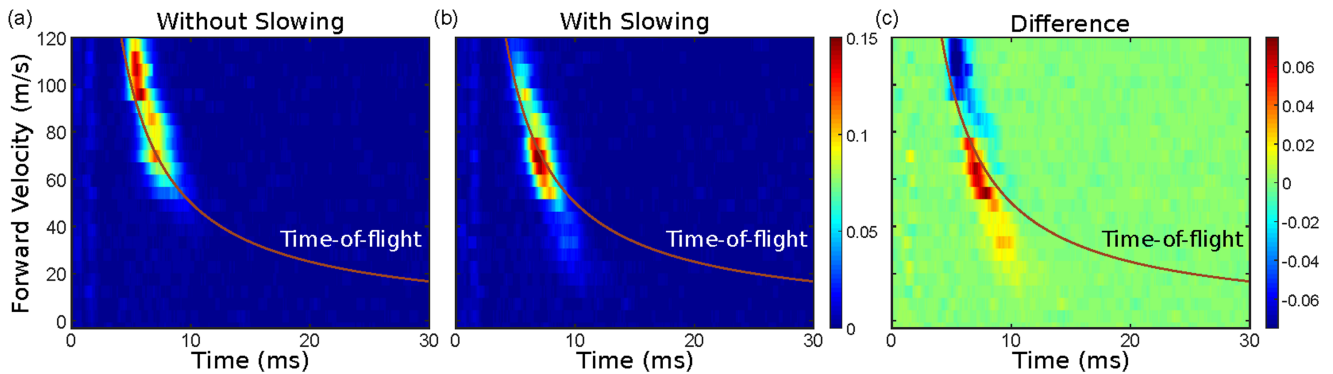 (a) Without Slowing
(b) With Slowing
(c) Difference
Forward Velocity (m/s)
120
100
80
60
40
20
0
Time-of-flight
0 10 20 30
Time (ms)
Time-of-flight
0 10 20 30
Time (ms)
0.15
0.1
0.05
0
Time-of-flight
0 10 20 30
Time (ms)
0.06
0.04
0.02
0
-0.02
-0.04
-0.06